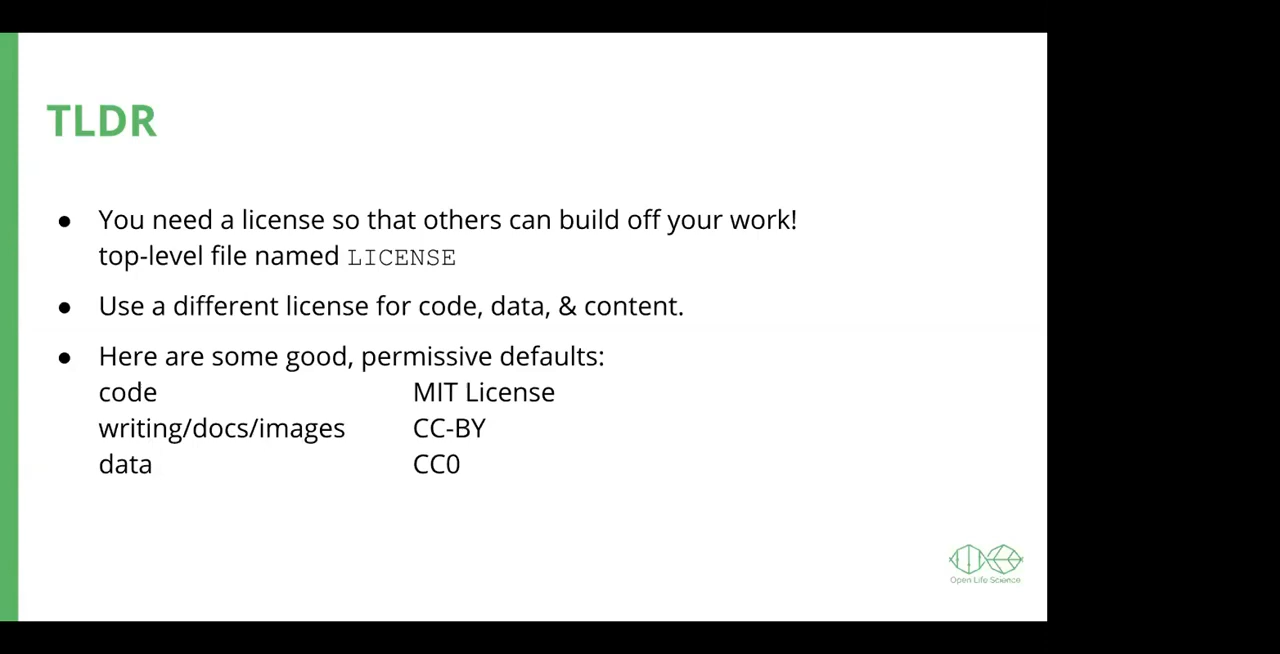 TLDR
● You need a license so that others can build off your work!
top-level file named LICENSE
● Use a different license for code, data, & content.
● Here are some good, permissive defaults:
code MIT License
writing/docs/images CC-BY
data CC0
Open Life Science